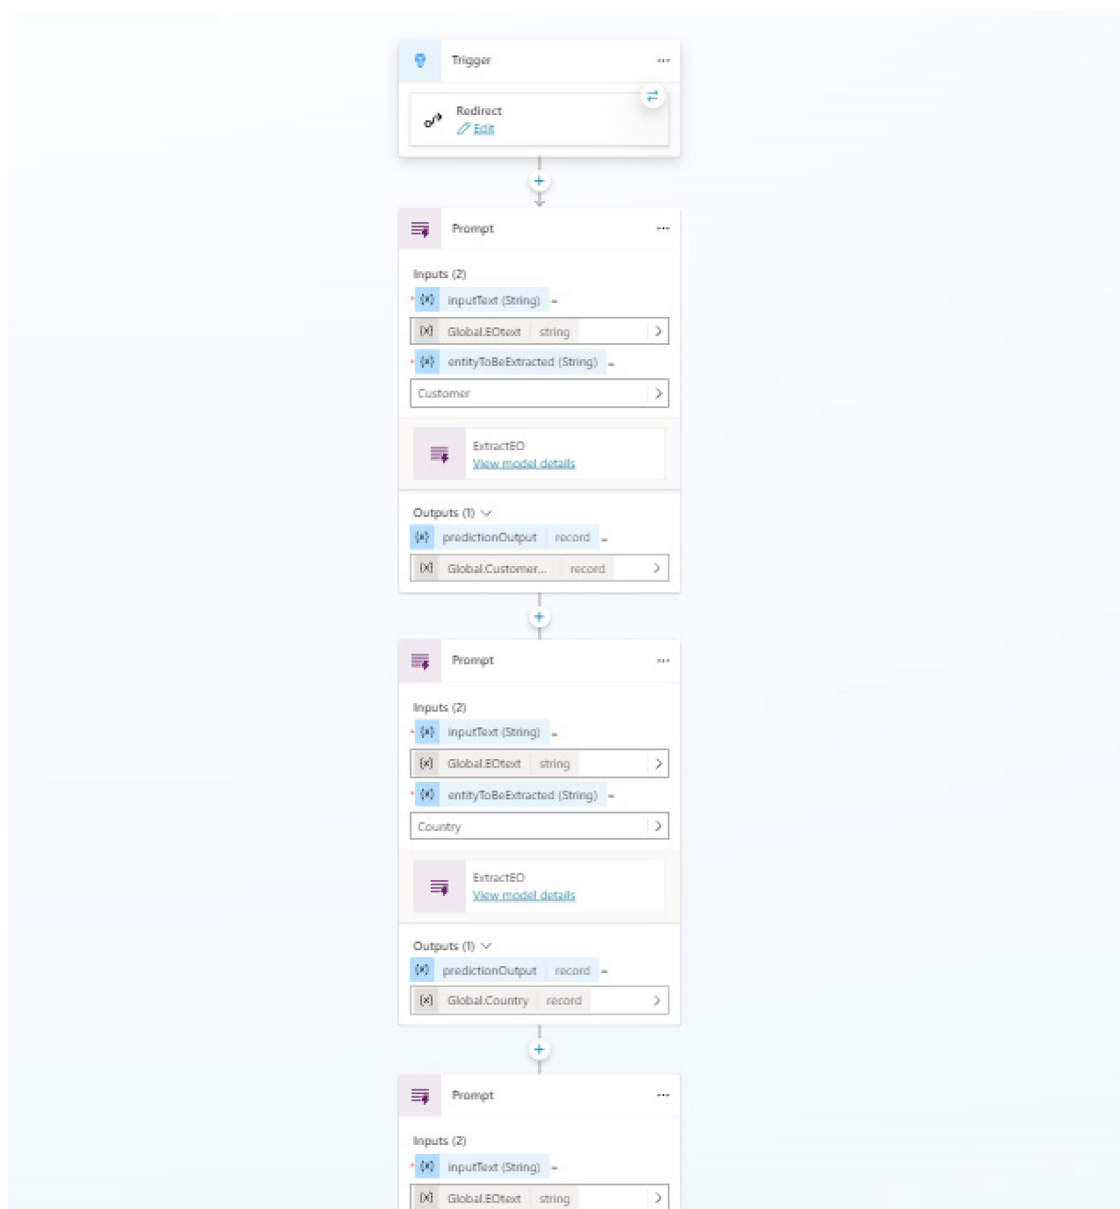 Trigger
Redirect
Edit
Prompt
Inputs (2)
* {x} inputText (String) =
{x} Global.EOtext string
* {x} entityToBeExtracted (String) =
Customer
ExtractEO
View model details
Outputs (1)
{x} predictionOutput record =
{x} Global.Customer... record
Prompt
Inputs (2)
* {x} inputText (String) =
{x} Global.EOtext string
* {x} entityToBeExtracted (String) =
Country
ExtractEO
View model details
Outputs (1)
{x} predictionOutput record =
{x} Global.Country record
Prompt
Inputs (2)
* {x} inputText (String) =
{x} Global.EOtext string